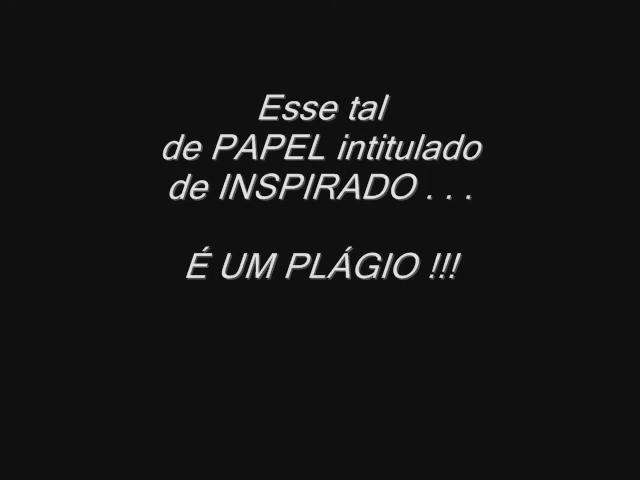 Esse tal
de PAPEL intitulado
de INSPIRADO . . .
É UM PLÁGIO !!!